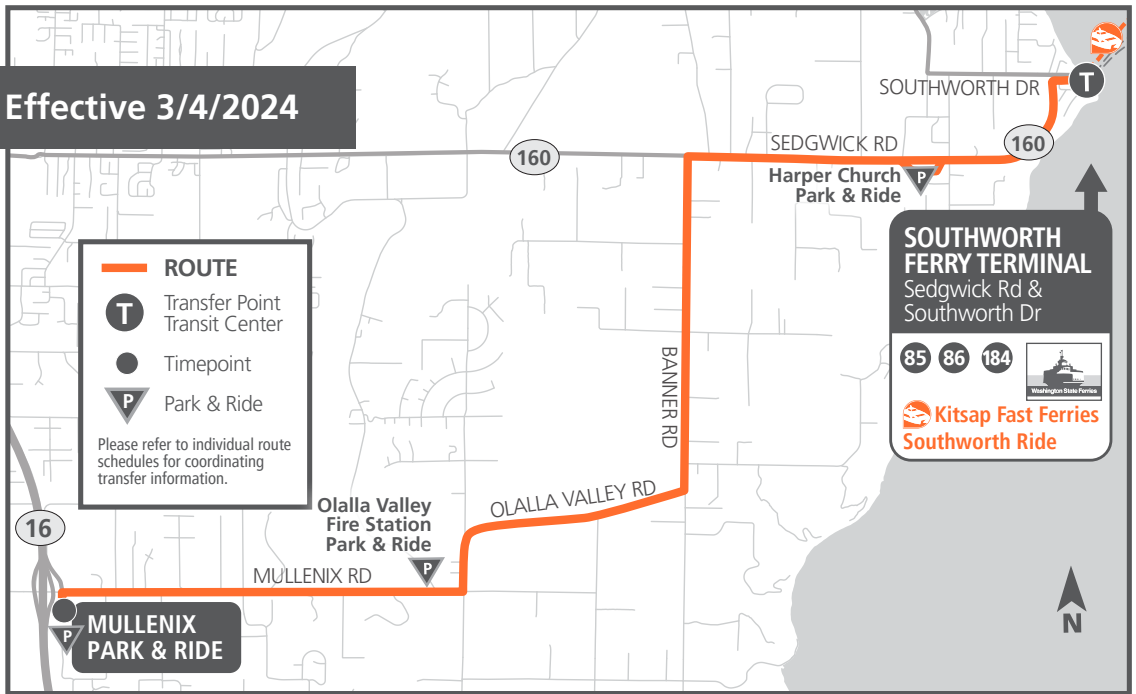 Effective 3/4/2024
SOUTHWORTH DR
T
160
SEDGWICK RD
160
Harper Church
Park & Ride
P
SOUTHWORTH
FERRY TERMINAL
Sedgwick Rd &
Southworth Dr
85 86 184
Washington State Ferries
Kitsap Fast Ferries
Southworth Ride
ROUTE
T
Transfer Point
Transit Center
Timepoint
P
Park & Ride
Please refer to individual route
schedules for coordinating
transfer information.
BANNER RD
OLALLA VALLEY RD
Olalla Valley
Fire Station
Park & Ride
P
16
MULLENIX RD
P
MULLENIX
PARK & RIDE
N